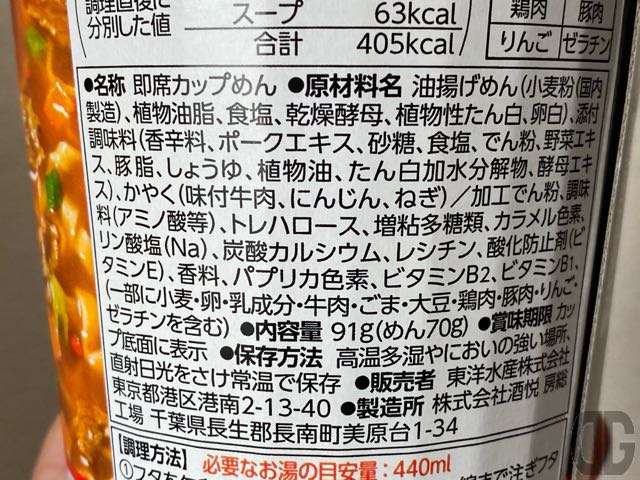 調理直後に
分別した値
スープ 63kcal
合計 405kcal
鶏肉 豚肉
りんご ゼラチン
●名称 即席カップめん ●原材料名 油揚げめん(小麦粉(国内
製造)、植物油脂、食塩、乾燥酵母、植物性たん白、卵白)、添付
調味料(香辛料、ポークエキス、砂糖、食塩、でん粉、野菜エキ
ス、豚脂、しょうゆ、植物油、たん白加水分解物、酵母エキ
ス)、かやく(味付牛肉、にんじん、ねぎ)/加工でん粉、調味
料(アミノ酸等)、トレハロース、増粘多糖類、カラメル色素、
リン酸塩(Na)、炭酸カルシウム、レシチン、酸化防止剤(ビ
タミンE)、香料、パプリカ色素、ビタミンB2、ビタミンB1、
(一部に小麦・卵・乳成分・牛肉・ごま・大豆・鶏肉・豚肉・りんご・
ゼラチンを含む) ●内容量 91g(めん70g) ●賞味期限 カッ
プ底面に表示 ●保存方法 高温多湿やにおいの強い場所、
直射日光をさけ常温で保存 ●販売者 東洋水産株式会社
東京都港区港南2-13-40 ●製造所 株式会社酒悦 房総
工場 千葉県長生郡長南町美原台1-34
【調理方法】
必要なお湯の目安量:440ml